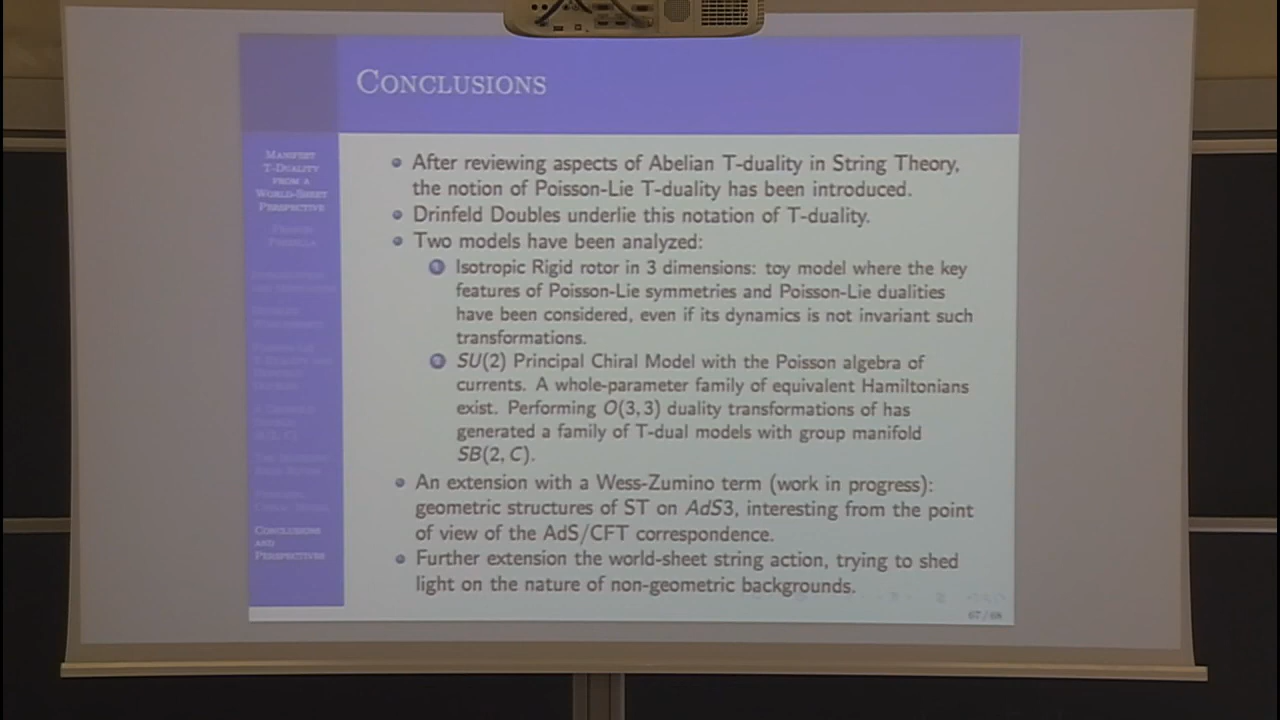 CONCLUSIONS
MANIFEST
T-DUALITY
FROM A
WORLD-SHEET
PERSPECTIVE
CONCLUSIONS
AND
PERSPECTIVES
After reviewing aspects of Abelian T-duality in String Theory,
the notion of Poisson-Lie T-duality has been introduced.
Drinfeld Doubles underlie this notation of T-duality.
Two models have been analyzed:
1 Isotropic Rigid rotor in 3 dimensions: toy model where the key
features of Poisson-Lie symmetries and Poisson-Lie dualities
have been considered, even if its dynamics is not invariant such
transformations.
2 SU(2) Principal Chiral Model with the Poisson algebra of
currents. A whole-parameter family of equivalent Hamiltonians
exist. Performing O(3,3) duality transformations of has
generated a family of T-dual models with group manifold
SB(2, C).
An extension with a Wess-Zumino term (work in progress):
geometric structures of ST on AdS3, interesting from the point
of view of the AdS/CFT correspondence.
Further extension the world-sheet string action, trying to shed
light on the nature of non-geometric backgrounds.
67/68